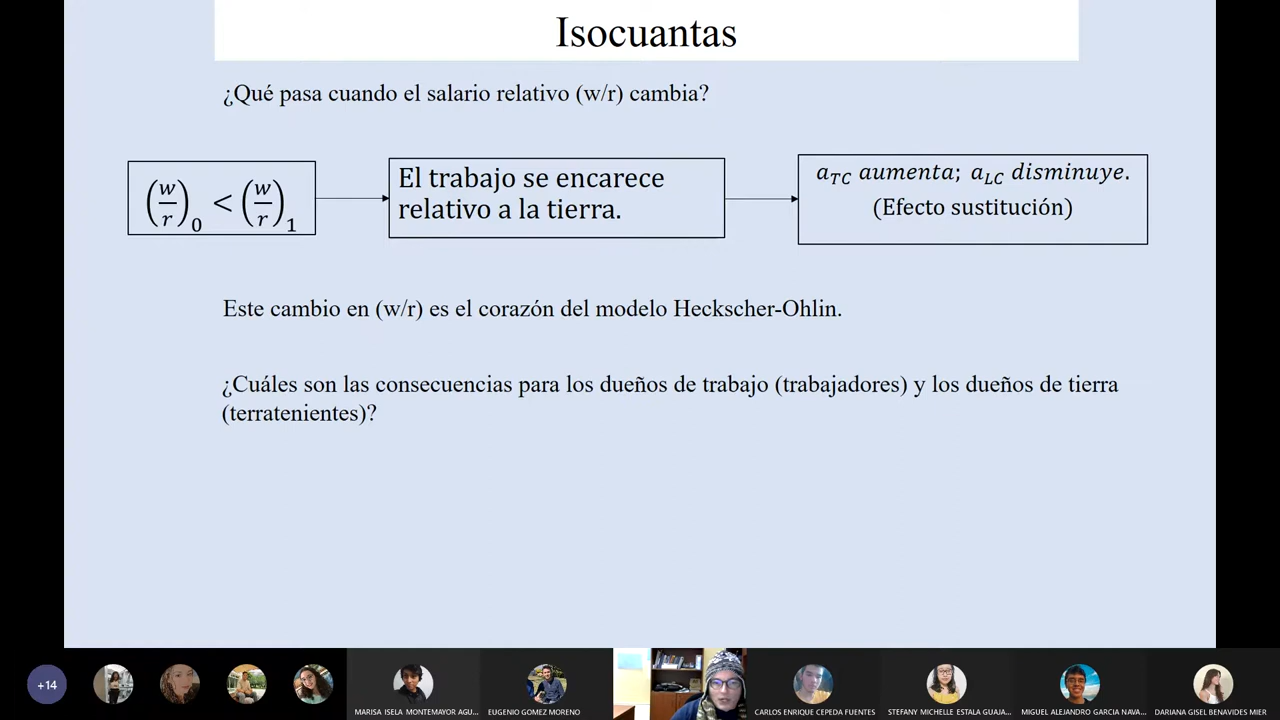 Isocuantas
¿Qué pasa cuando el salario relativo (w/r) cambia?
(w/r)₀ < (w/r)₁
El trabajo se encarece
relativo a la tierra.
a_TC aumenta; a_LC disminuye.
(Efecto sustitución)
Este cambio en (w/r) es el corazón del modelo Heckscher-Ohlin.
¿Cuáles son las consecuencias para los dueños de trabajo (trabajadores) y los dueños de tierra
(terratenientes)?
+14
MARISA ISELA MONTEMAYOR AGU...
EUGENIO GOMEZ MORENO
CARLOS ENRIQUE CEPEDA FUENTES
STEFANY MICHELLE ESTALA GUAJA...
MIGUEL ALEJANDRO GARCIA NAVA...
DARIANA GISEL BENAVIDES MIER